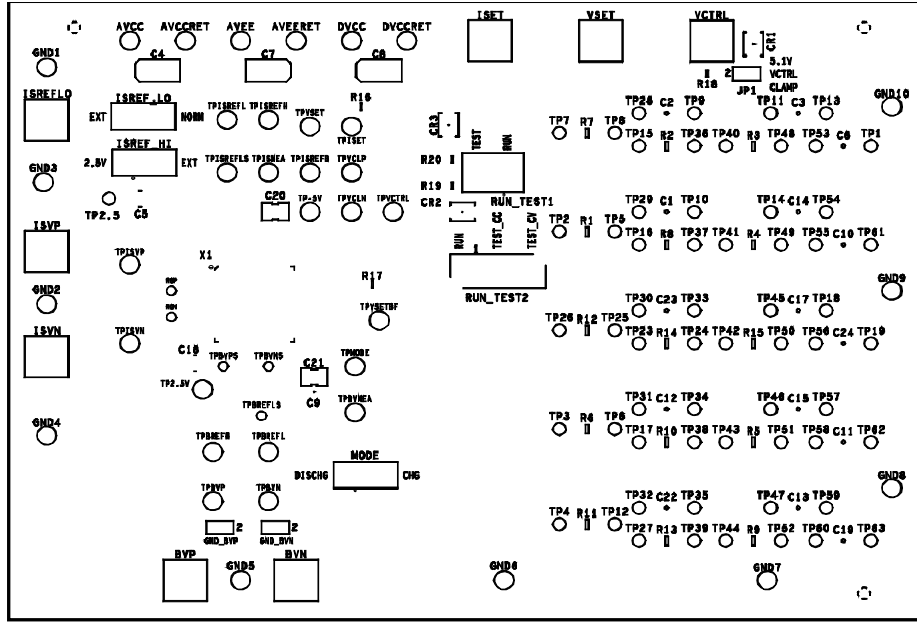 AVCC AVCCRET AVEE AVEERET DVCC DVCCRET ISET VSET VCTRL
GND1 C4 C7 C8 CR1
5.1V
R18 2 VCTRL
JP1 CLAMP
ISREFLO ISREF_LO R16 GND10
EXT NORM TPISREFL TPISREFH TPVSET TPISET
TP28 C2 TP9 TP11 C3 TP13
CR3 TEST RUN TP7 R7 TP8
TP15 R2 TP36 TP40 R3 TP48 TP53 C6 TP1
ISREF_HI
2.5V EXT TPISREFLS TPISMEA TPVCLP
R20
GND3 R19
TP2.5 C5 C20 TP-5V TPVCLN TPVCTRL CR2 RUN_TEST1
TP29 C1 TP10 TP14 C14 TP54
ISVP TP2 R1 TP5
RUN TEST_CC TEST_CV
TP16 R8 TP37 TP41 R4 TP49 TP55 C10 TP61
TPISVP X1
R17 RUN_TEST2 GND9
GND2
TP30 C23 TP33 TP45 C17 TP18
TPVSETBF TP26 R12 TP25
ISVN TPISVN
TP23 R14 TP24 TP42 R15 TP50 TP56 C24 TP19
TPBVPS TPBVNS C21 TPMODE
TP2.5V C9 TPBVMEA
TPBREFLS
TP31 C12 TP34 TP46 C15 TP57
GND4 TP3 R6 TP6
TPBREFH TPBREFL
TP17 R10 TP38 TP43 R5 TP51 TP58 C11 TP62
MODE
DISCHG CHG
GND8
TPBVP TPBVN
TP32 C22 TP35 TP47 C13 TP59
TP4 R11 TP12
2 2
TP27 R13 TP39 TP44 R9 TP52 TP60 C19 TP63
GND_BVP GND_BVN
BVP GND5 BVN GND6 GND7